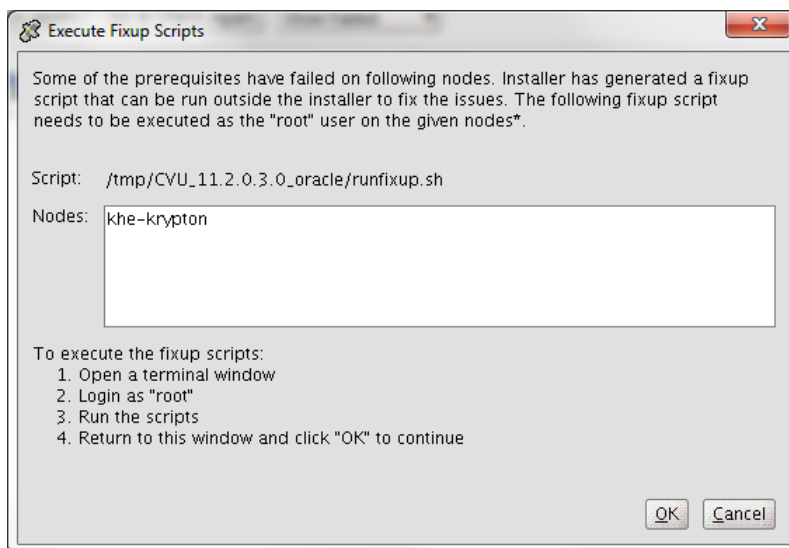 Execute Fixup Scripts
Some of the prerequisites have failed on following nodes. Installer has generated a fixup
script that can be run outside the installer to fix the issues. The following fixup script
needs to be executed as the "root" user on the given nodes*.
Script: /tmp/CVU_11.2.0.3.0_oracle/runfixup.sh
Nodes: khe-krypton
To execute the fixup scripts:
1. Open a terminal window
2. Login as "root"
3. Run the scripts
4. Return to this window and click "OK" to continue
OK Cancel